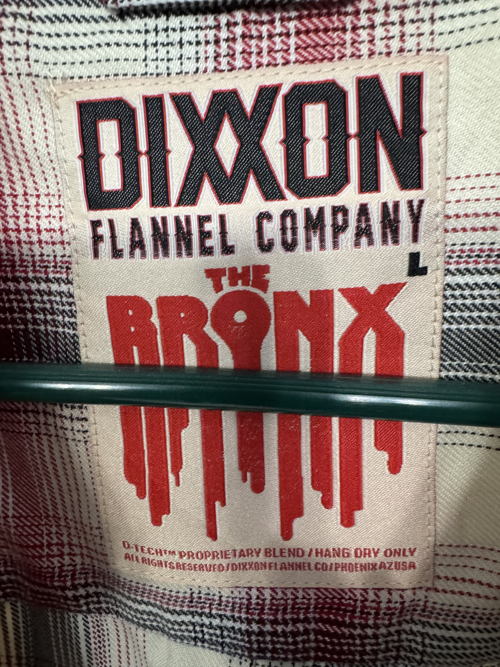 DIXXON
FLANNEL COMPANY
L
THE
BRONX
D-TECH™ PROPRIETARY BLEND / HANG DRY ONLY
ALL RIGHTS RESERVED / DIXXON FLANNEL CO / PHOENIX AZ USA